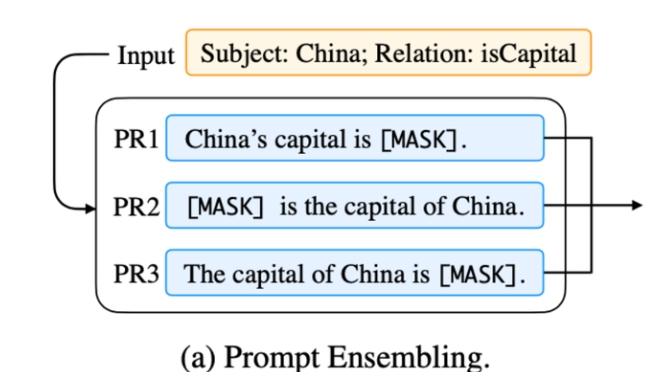 Input Subject: China; Relation: isCapital
PR1 China’s capital is [MASK].
PR2 [MASK] is the capital of China.
PR3 The capital of China is [MASK].
(a) Prompt Ensembling.